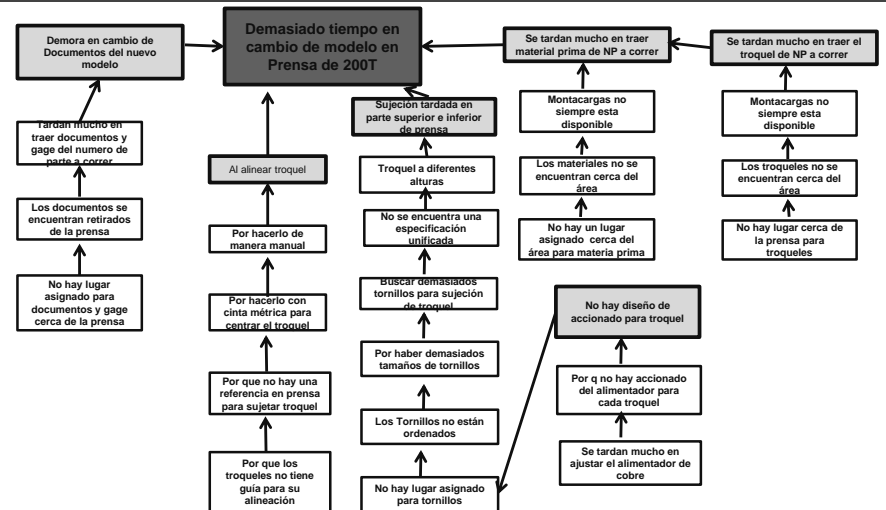 Demora en cambio de
Documentos del nuevo
modelo
Tardan mucho en
traer documentos y
gage del numero de
parte a correr
Los documentos se
encuentran retirados
de la prensa
No hay lugar
asignado para
documentos y gage
cerca de la prensa
Demasiado tiempo en
cambio de modelo en
Prensa de 200T
Al alinear troquel
Por hacerlo de
manera manual
Por hacerlo con
cinta métrica para
centrar el troquel
Por que no hay una
referencia en prensa
para sujetar troquel
Por que los
troqueles no tiene
guía para su
alineación
Sujeción tardada en
parte superior e inferior
de prensa
Troquel a diferentes
alturas
No se encuentra una
especificación
unificada
Buscar demasiados
tornillos para sujeción
de troquel
Por haber demasiados
tamaños de tornillos
Los Tornillos no están
ordenados
No hay lugar asignado
para tornillos
Se tardan mucho en traer
material prima de NP a correr
Montacargas no
siempre esta
disponible
Los materiales no se
encuentran cerca del
área
No hay un lugar
asignado cerca del
área para materia prima
Se tardan mucho en traer el
troquel de NP a correr
Montacargas no
siempre esta
disponible
Los troqueles no se
encuentran cerca del
área
No hay lugar cerca de
la prensa para
troqueles
No hay diseño de
accionado para troquel
Por q no hay accionado
del alimentador para
cada troquel
Se tardan mucho en
ajustar el alimentador de
cobre